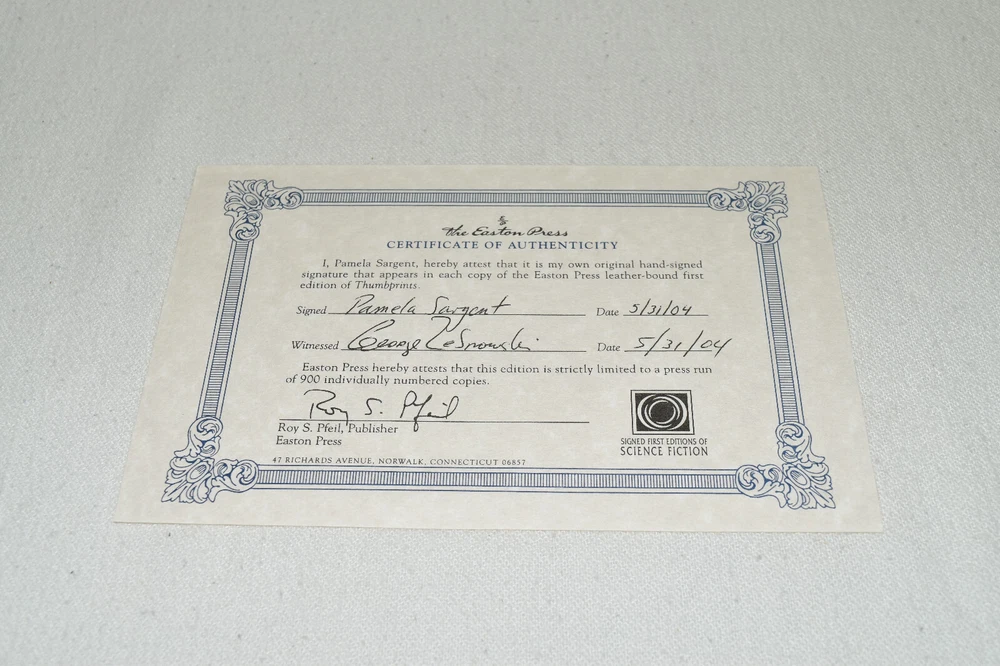 The Easton Press
CERTIFICATE OF AUTHENTICITY
I, Pamela Sargent, hereby attest that it is my own original hand-signed
signature that appears in each copy of the Easton Press leather-bound first
edition of Thumbprints.
Signed Pamela Sargent Date 5/31/04
Witnessed George Date 5/31/04
Easton Press hereby attests that this edition is strictly limited to a press run
of 900 individually numbered copies.
Roy S. Pfeil
Roy S. Pfeil, Publisher
Easton Press
47 RICHARDS AVENUE, NORWALK, CONNECTICUT 06857
SIGNED FIRST EDITIONS OF
SCIENCE FICTION